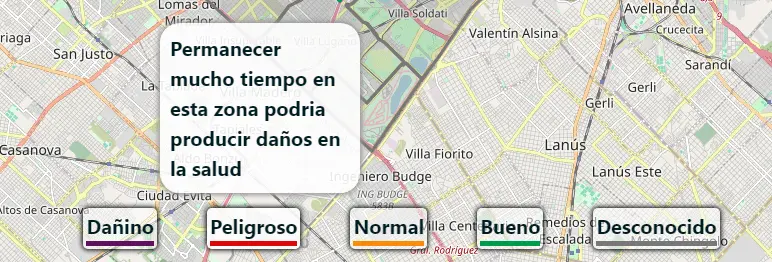 Lomas del
Mirador
Villa Soldati
Avellaneda
Crucecita
Valentín Alsina
San Justo
Sarandí
Permanecer
mucho tiempo en
esta zona podria
producir daños en
la salud
Gerli
Gerli
Casanova
Villa Fiorito
Lanús
Ingeniero Budge
Lanús Este
Ciudad Evita
ING BUDGE
Altos de Casanova
Dañino
Peligroso
Normal
Bueno
Desconocido
Villa Cent
Remedios de
Escalada
Monte Chingolo
Gral. Rodríguez